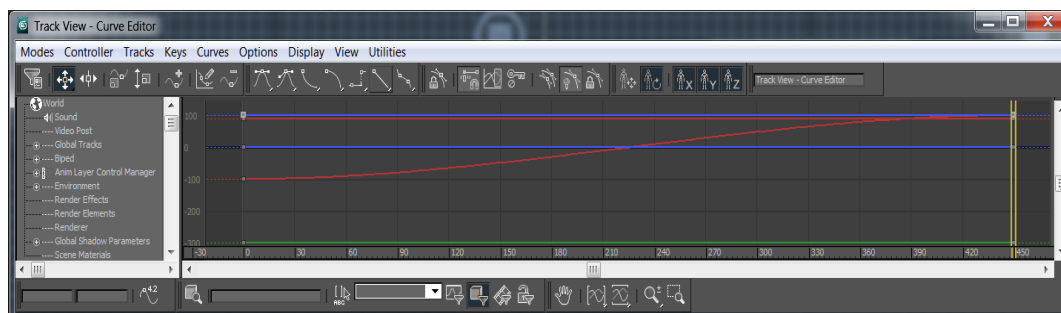 Track View - Curve Editor
Modes Controller Tracks Keys Curves Options Display View Utilities
X Y Z Track View - Curve Editor
World
Sound
Video Post
Global Tracks
Biped
Anim Layer Control Manager
Environment
Render Effects
Render Elements
Renderer
Global Shadow Parameters
Scene Materials
100
0
-100
-200
-300
-30 0 30 60 90 120 150 180 210 240 270 300 330 360 390 420 450
4.2
ABC